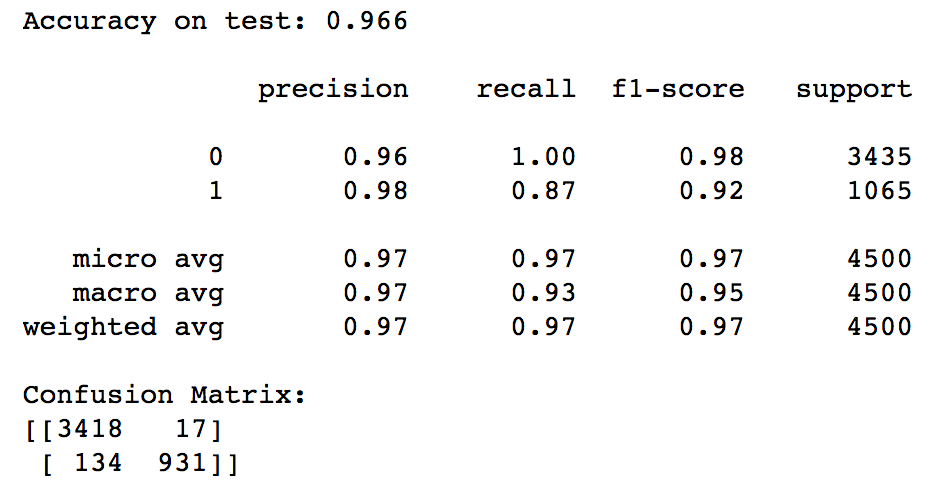 Accuracy on test: 0.966
precision recall f1-score support
0 0.96 1.00 0.98 3435
1 0.98 0.87 0.92 1065
micro avg 0.97 0.97 0.97 4500
macro avg 0.97 0.93 0.95 4500
weighted avg 0.97 0.97 0.97 4500
Confusion Matrix:
[[3418 17]
[ 134 931]]